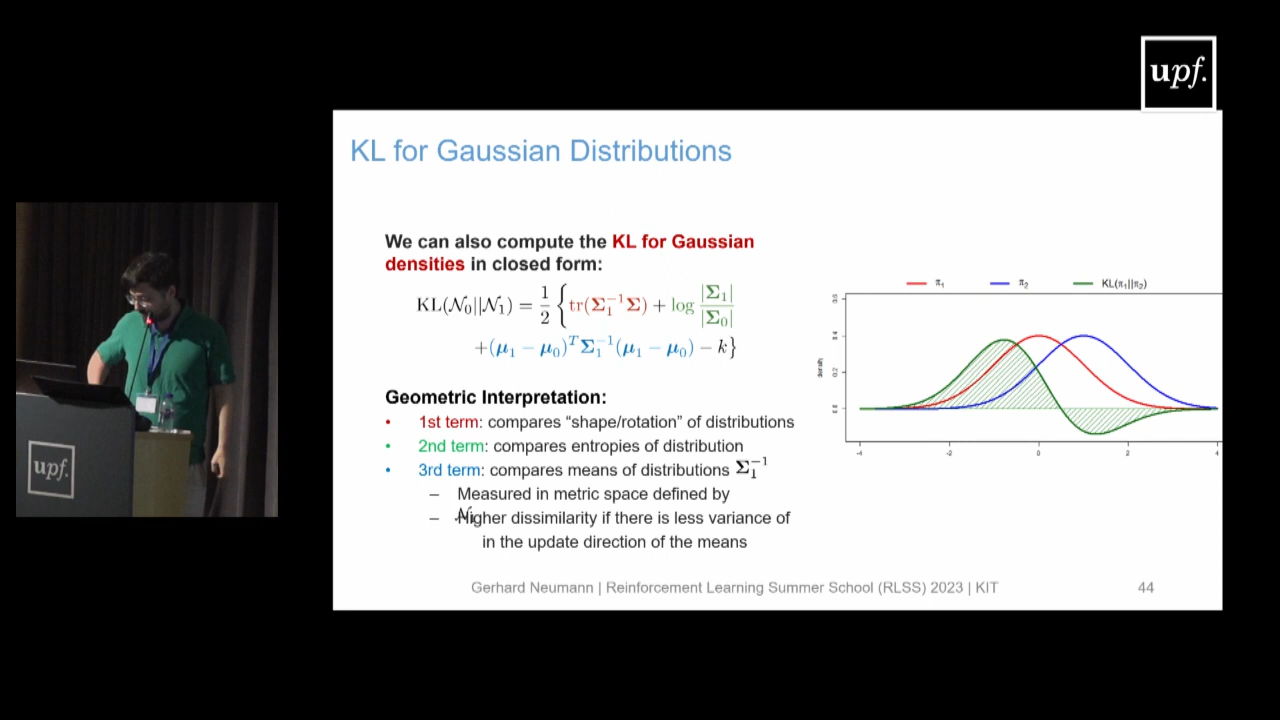 upf.
KL for Gaussian Distributions
We can also compute the KL for Gaussian
densities in closed form:
KL(𝒩₀||𝒩₁) = 1/2 { tr(Σ₁⁻¹Σ) + log |Σ₁|/|Σ₀|
+(μ₁ − μ₀)ᵀΣ₁⁻¹(μ₁ − μ₀) − k}
Geometric Interpretation:
• 1st term: compares “shape/rotation” of distributions
• 2nd term: compares entropies of distribution
• 3rd term: compares means of distributions Σ₁⁻¹
– Measured in metric space defined by
– Higher dissimilarity if there is less variance of
in the update direction of the means
π₁ π₂ KL(π₁||π₂)
density
-4 -2 0 2 4
upf.
Gerhard Neumann | Reinforcement Learning Summer School (RLSS) 2023 | KIT 44